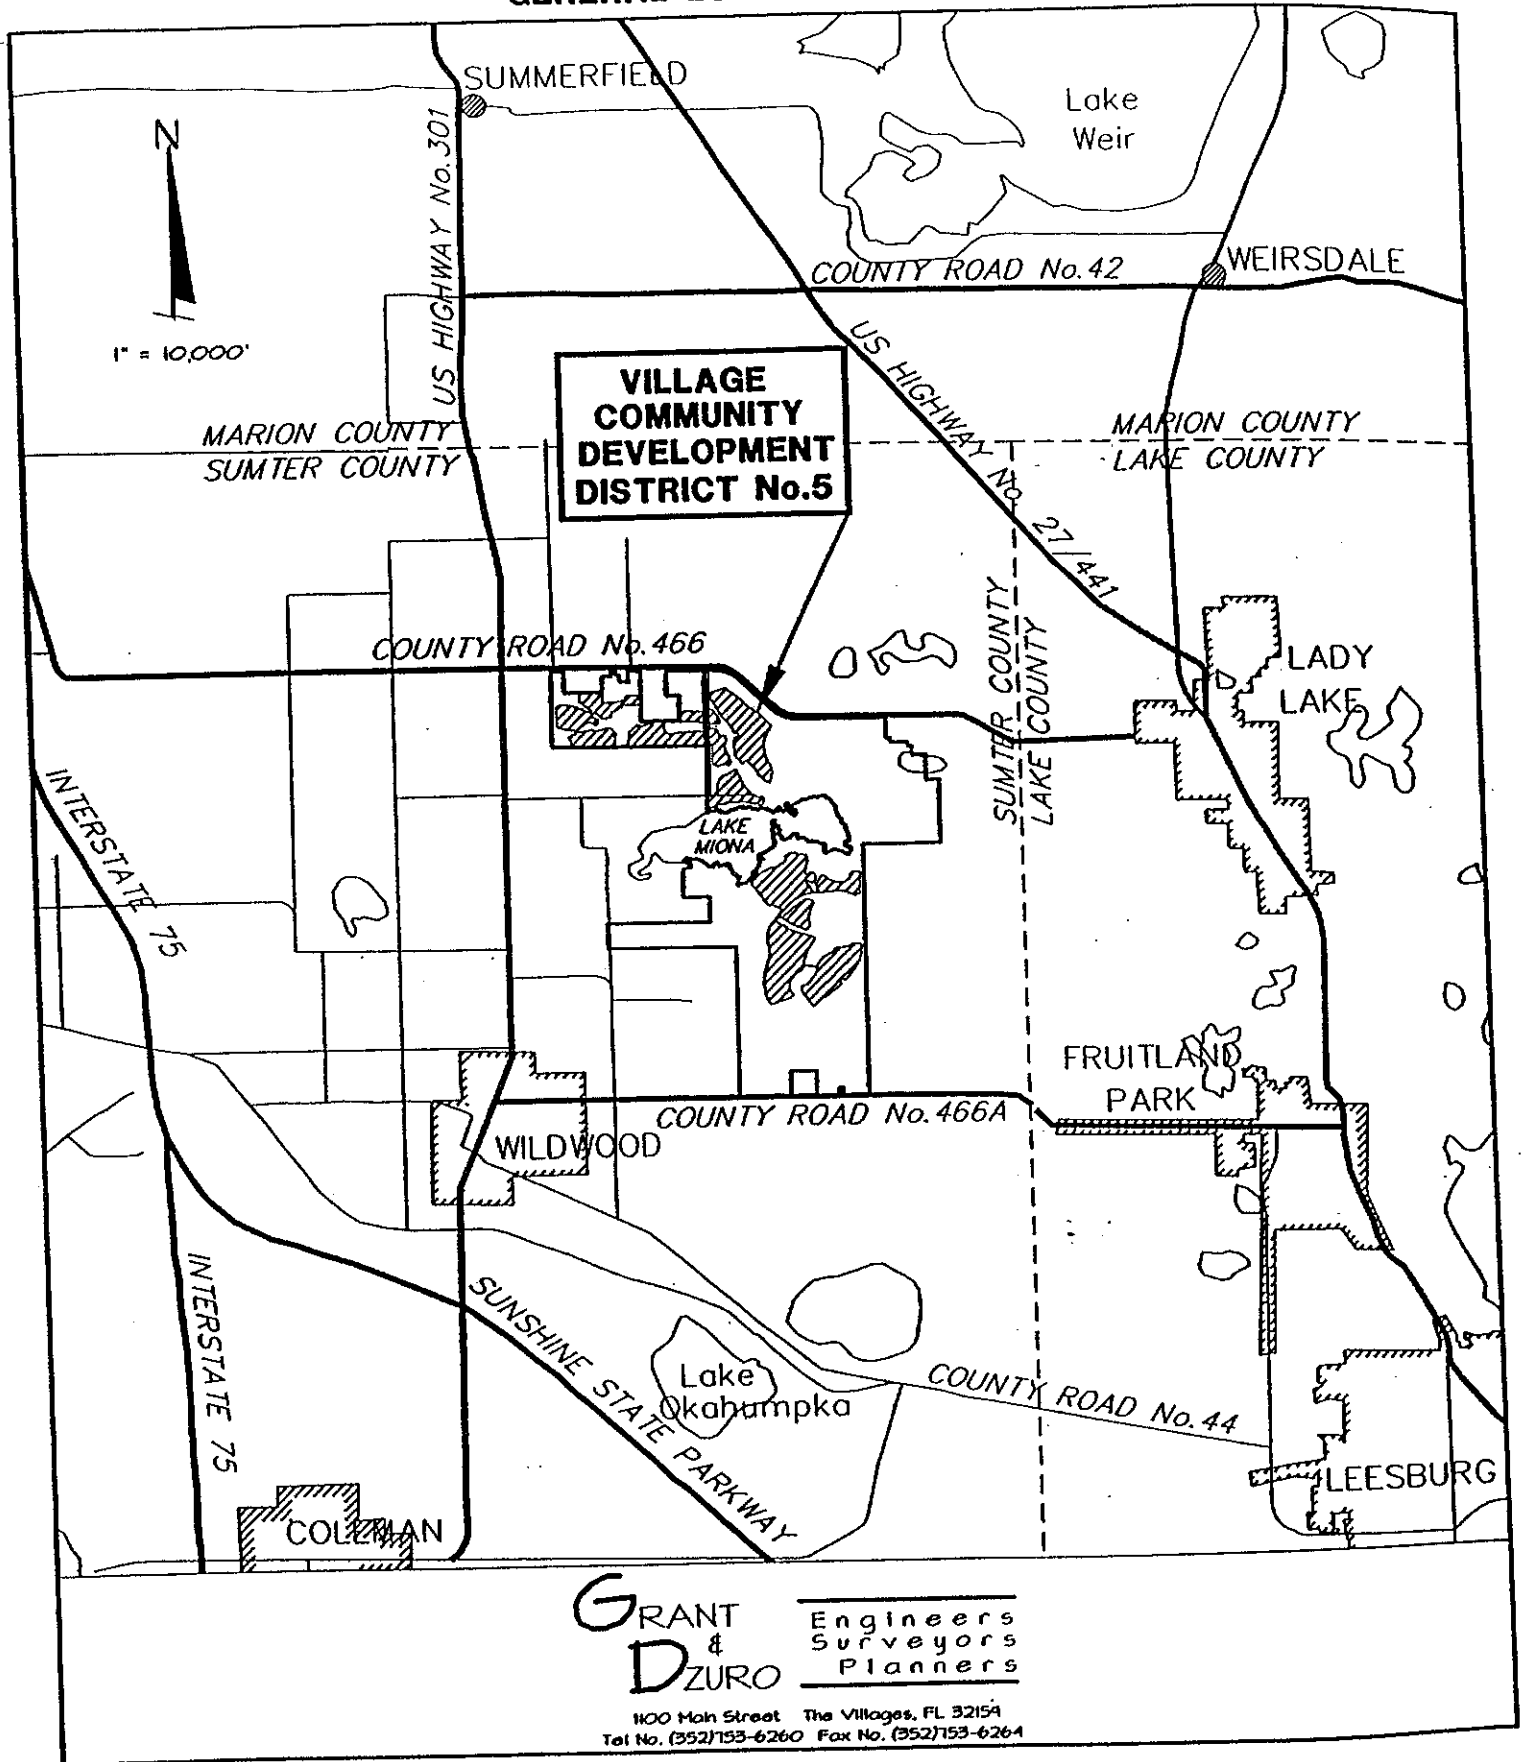 SUMMERFIELD
Lake
Weir
N
1" = 10,000'
US HIGHWAY No.301
COUNTY ROAD No.42
WEIRSDALE
VILLAGE
COMMUNITY
DEVELOPMENT
DISTRICT No.5
US HIGHWAY No. 27/441
MARION COUNTY
SUMTER COUNTY
MARION COUNTY
LAKE COUNTY
COUNTY ROAD No.466
SUMTER COUNTY
LAKE COUNTY
LADY
LAKE
INTERSTATE 75
LAKE
MIONA
FRUITLAND
PARK
COUNTY ROAD No.466A
WILDWOOD
INTERSTATE 75
SUNSHINE STATE PARKWAY
Lake
Okahumpka
COUNTY ROAD No.44
LEESBURG
COLEMAN
GRANT
&
DZURO
Engineers
Surveyors
Planners
1100 Main Street The Villages, FL 32159
Tel No. (352)753-6260 Fax No. (352)753-6264